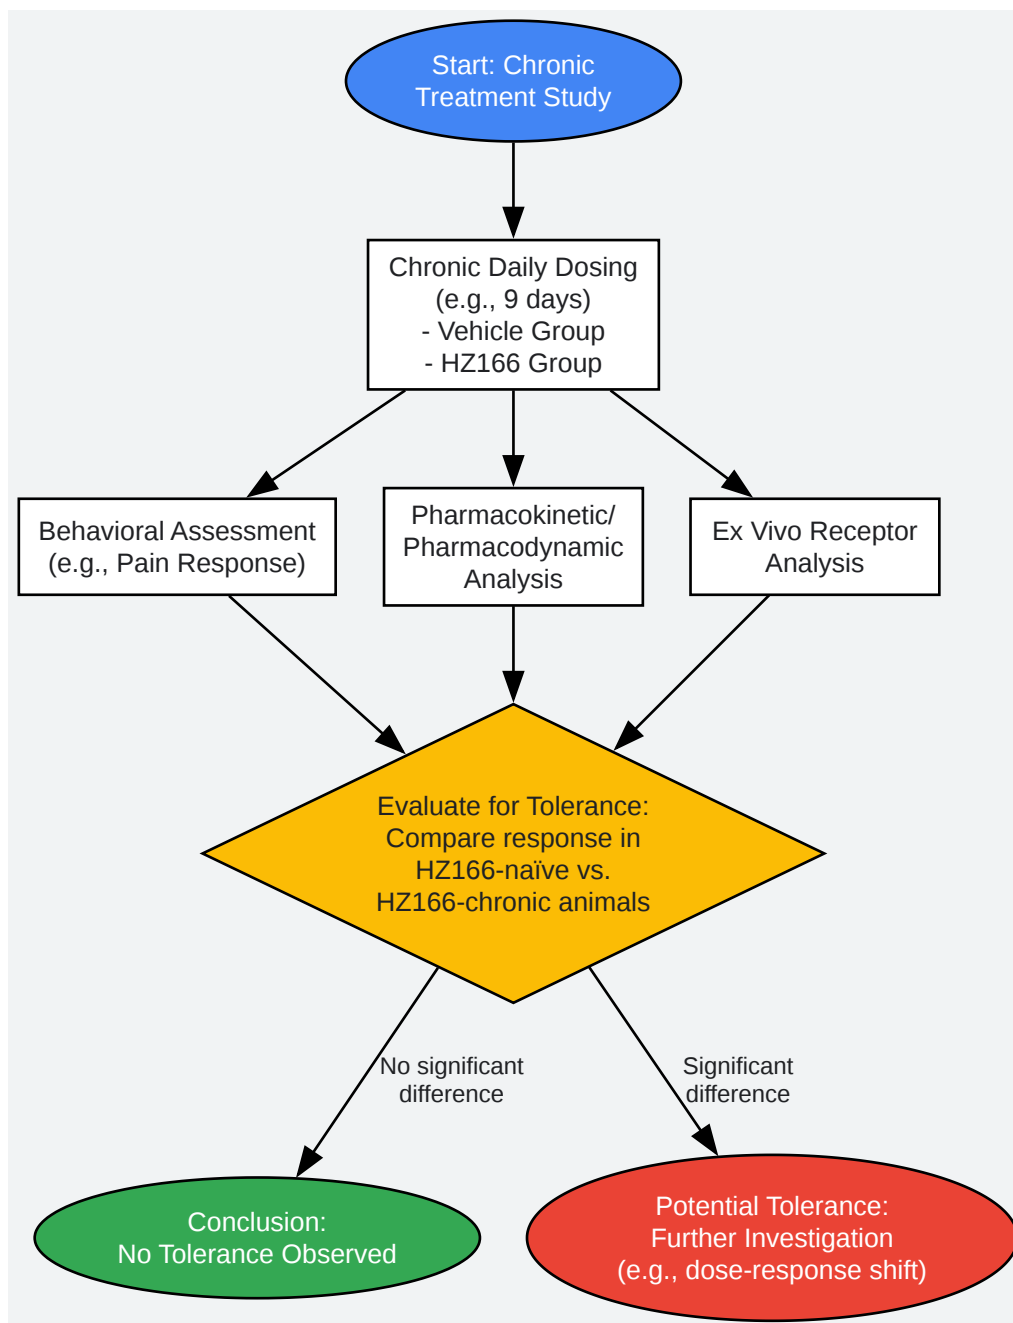 Start: Chronic
Treatment Study
Chronic Daily Dosing
(e.g., 9 days)
- Vehicle Group
- HZ166 Group
Behavioral Assessment
(e.g., Pain Response)
Pharmacokinetic/
Pharmacodynamic
Analysis
Ex Vivo Receptor
Analysis
Evaluate for Tolerance:
Compare response in
HZ166-naïve vs.
HZ166-chronic animals
No significant
difference
Significant
difference
Conclusion:
No Tolerance Observed
Potential Tolerance:
Further Investigation
(e.g., dose-response shift)